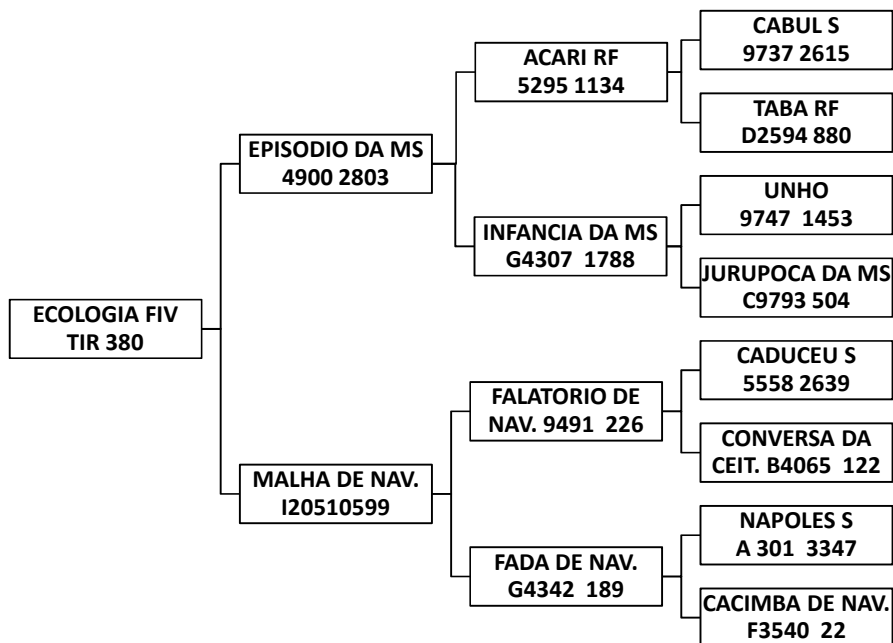 CABUL S
9737 2615
ACARI RF
5295 1134
TABA RF
D2594 880
EPISODIO DA MS
4900 2803
UNHO
9747 1453
INFANCIA DA MS
G4307 1788
JURUPOCA DA MS
C9793 504
ECOLOGIA FIV
TIR 380
CADUCEU S
5558 2639
FALATORIO DE
NAV. 9491 226
CONVERSA DA
CEIT. B4065 122
MALHA DE NAV.
I20510599
NAPOLES S
A 301 3347
FADA DE NAV.
G4342 189
CACIMBA DE NAV.
F3540 22